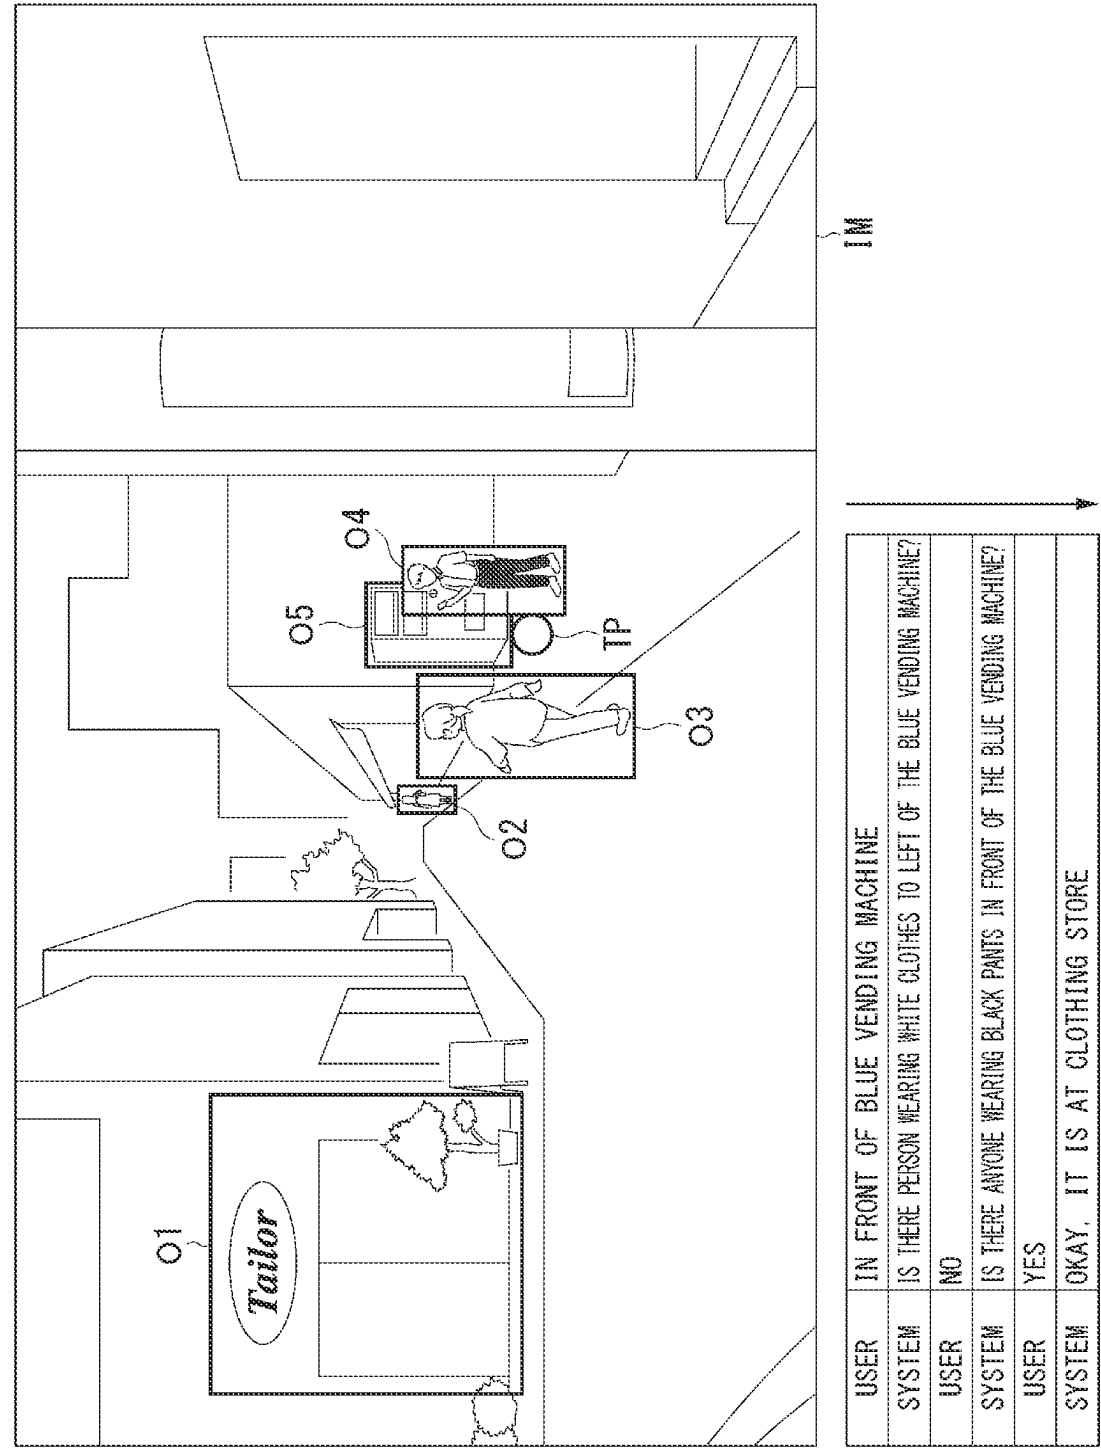 O1
Tailor
O2
O3
O4
O5
TP
IM
USER IN FRONT OF BLUE VENDING MACHINE
SYSTEM IS THERE PERSON WEARING WHITE CLOTHES TO LEFT OF THE BLUE VENDING MACHINE?
USER NO
SYSTEM IS THERE ANYONE WEARING BLACK PANTS IN FRONT OF THE BLUE VENDING MACHINE?
USER YES
SYSTEM OKAY, IT IS AT CLOTHING STORE